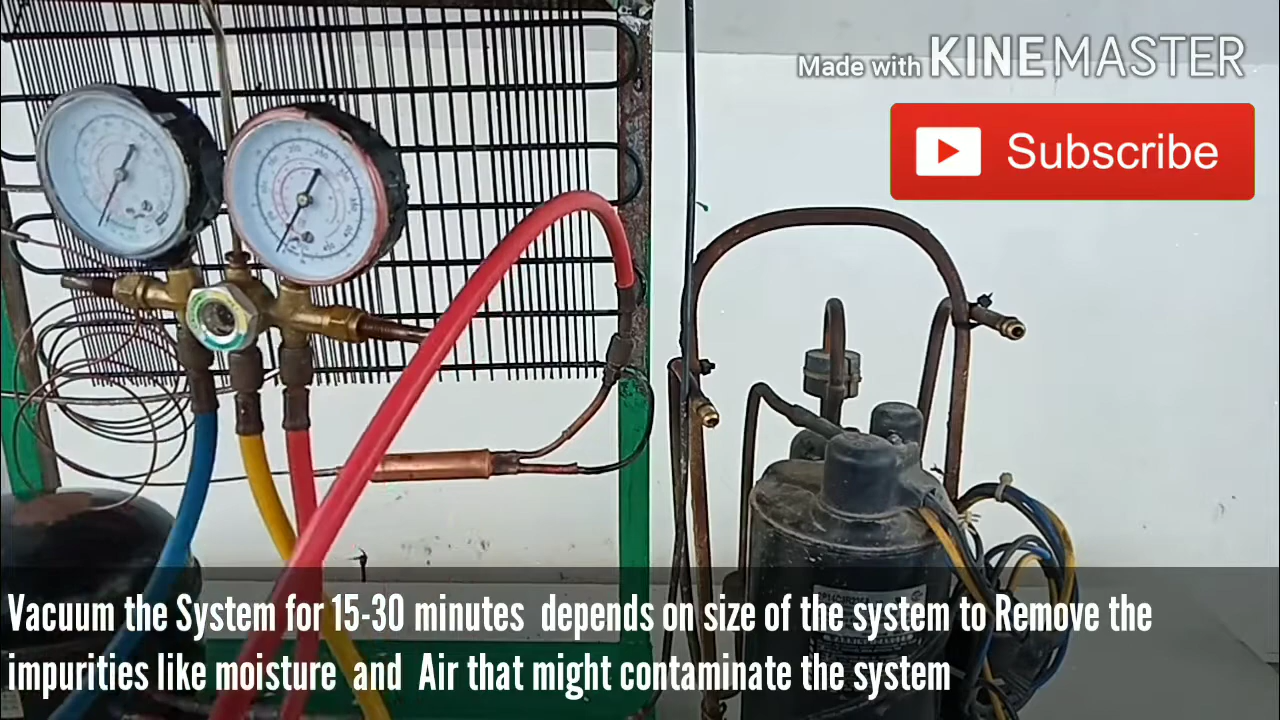 Made with KINEMASTER
Subscribe
Vacuum the System for 15-30 minutes depends on size of the system to Remove the
impurities like moisture and Air that might contaminate the system